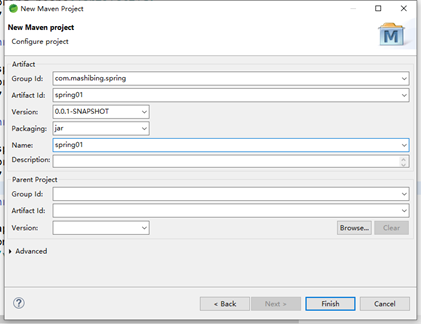 New Maven Project
New Maven project
Configure project
M
Artifact
Group Id: com.mashibing.spring
Artifact Id: spring01
Version: 0.0.1-SNAPSHOT
Packaging: jar
Name: spring01
Description:
Parent Project
Group Id:
Artifact Id:
Version: Browse... Clear
Advanced
? < Back Next > Finish Cancel